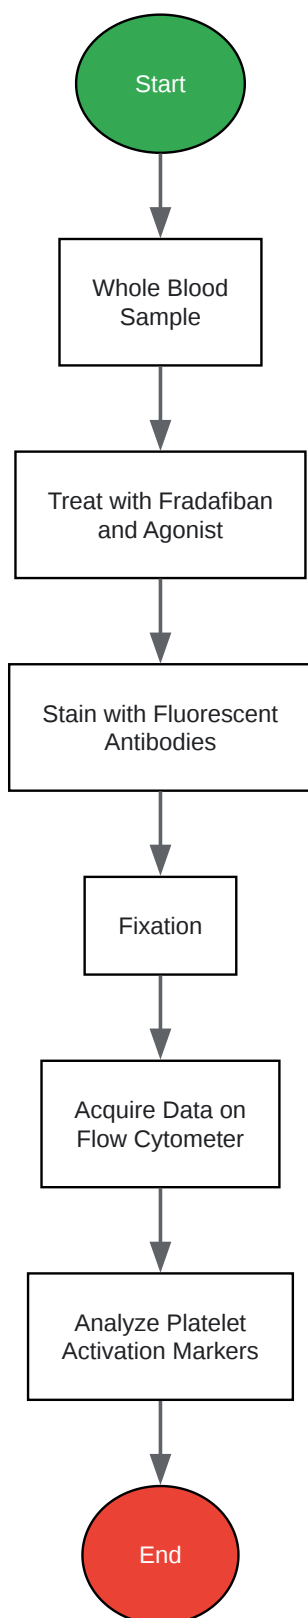 Start
Whole Blood
Sample
Treat with Fradafiban
and Agonist
Stain with Fluorescent
Antibodies
Fixation
Acquire Data on
Flow Cytometer
Analyze Platelet
Activation Markers
End